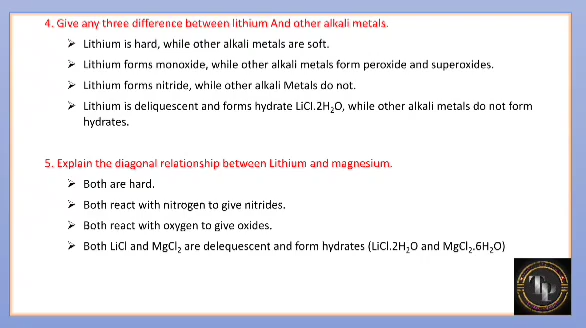 4. Give any three difference between lithium And other alkali metals.
➢ Lithium is hard, while other alkali metals are soft.
➢ Lithium forms monoxide, while other alkali metals form peroxide and superoxides.
➢ Lithium forms nitride, while other alkali Metals do not.
➢ Lithium is deliquescent and forms hydrate LiCl.2H₂O, while other alkali metals do not form
hydrates.
5. Explain the diagonal relationship between Lithium and magnesium.
➢ Both are hard.
➢ Both react with nitrogen to give nitrides.
➢ Both react with oxygen to give oxides.
➢ Both LiCl and MgCl₂ are delequescent and form hydrates (LiCl.2H₂O and MgCl₂.6H₂O)